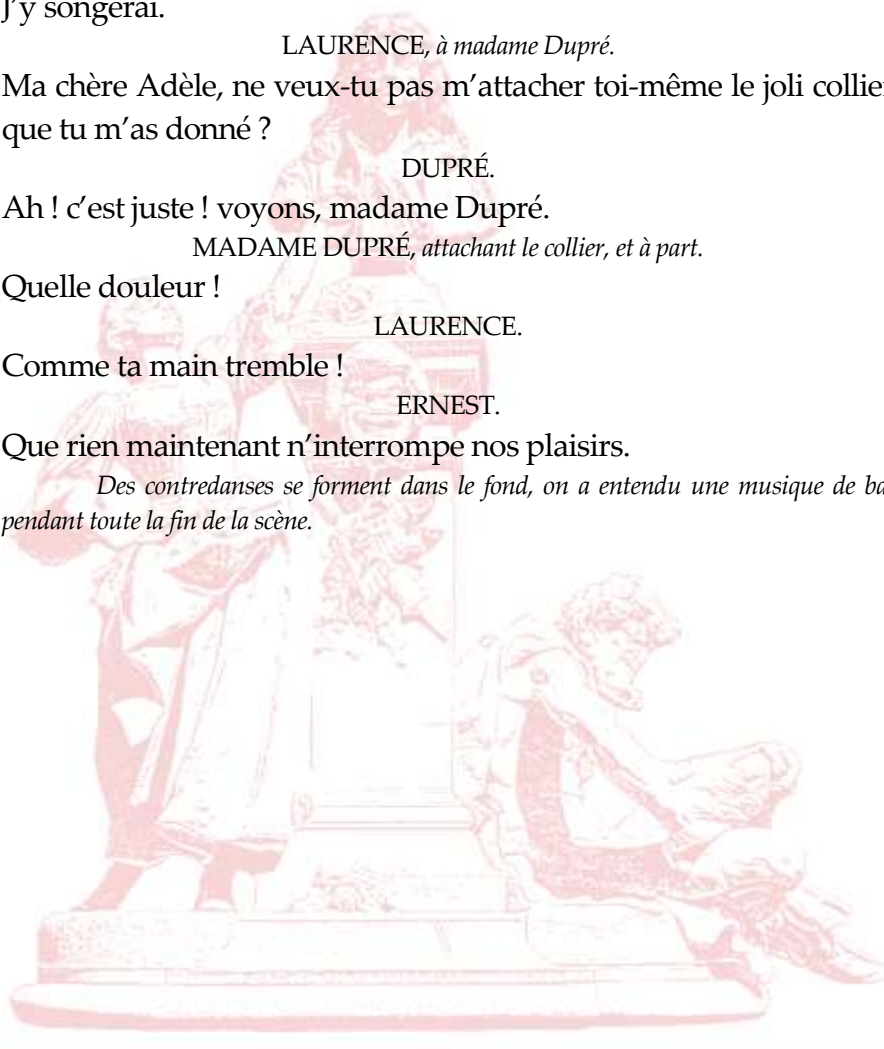 J'y songerai.
LAURENCE, à madame Dupré.
Ma chère Adèle, ne veux-tu pas m'attacher toi-même le joli collier
que tu m'as donné ?
DUPRÉ.
Ah ! c'est juste ! voyons, madame Dupré.
MADAME DUPRÉ, attachant le collier, et à part.
Quelle douleur !
LAURENCE.
Comme ta main tremble !
ERNEST.
Que rien maintenant n'interrompe nos plaisirs.
Des contredanses se forment dans le fond, on a entendu une musique de
pendant toute la fin de la scène.